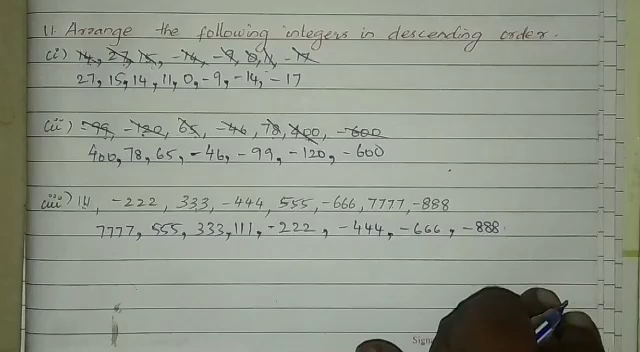 11. Arrange the following integers in descending order.
(i) 14, 27, 15, -14, -9, 0, 1, -17
27, 15, 14, 11, 0, -9, -14, -17
(ii) -99, -120, 65, -46, 78, 400, -600
400, 78, 65, -46, -99, -120, -600
(iii) 111, -222, 333, -444, 555, -666, 7777, -888
7777, 555, 333, 111, -222, -444, -666, -888.